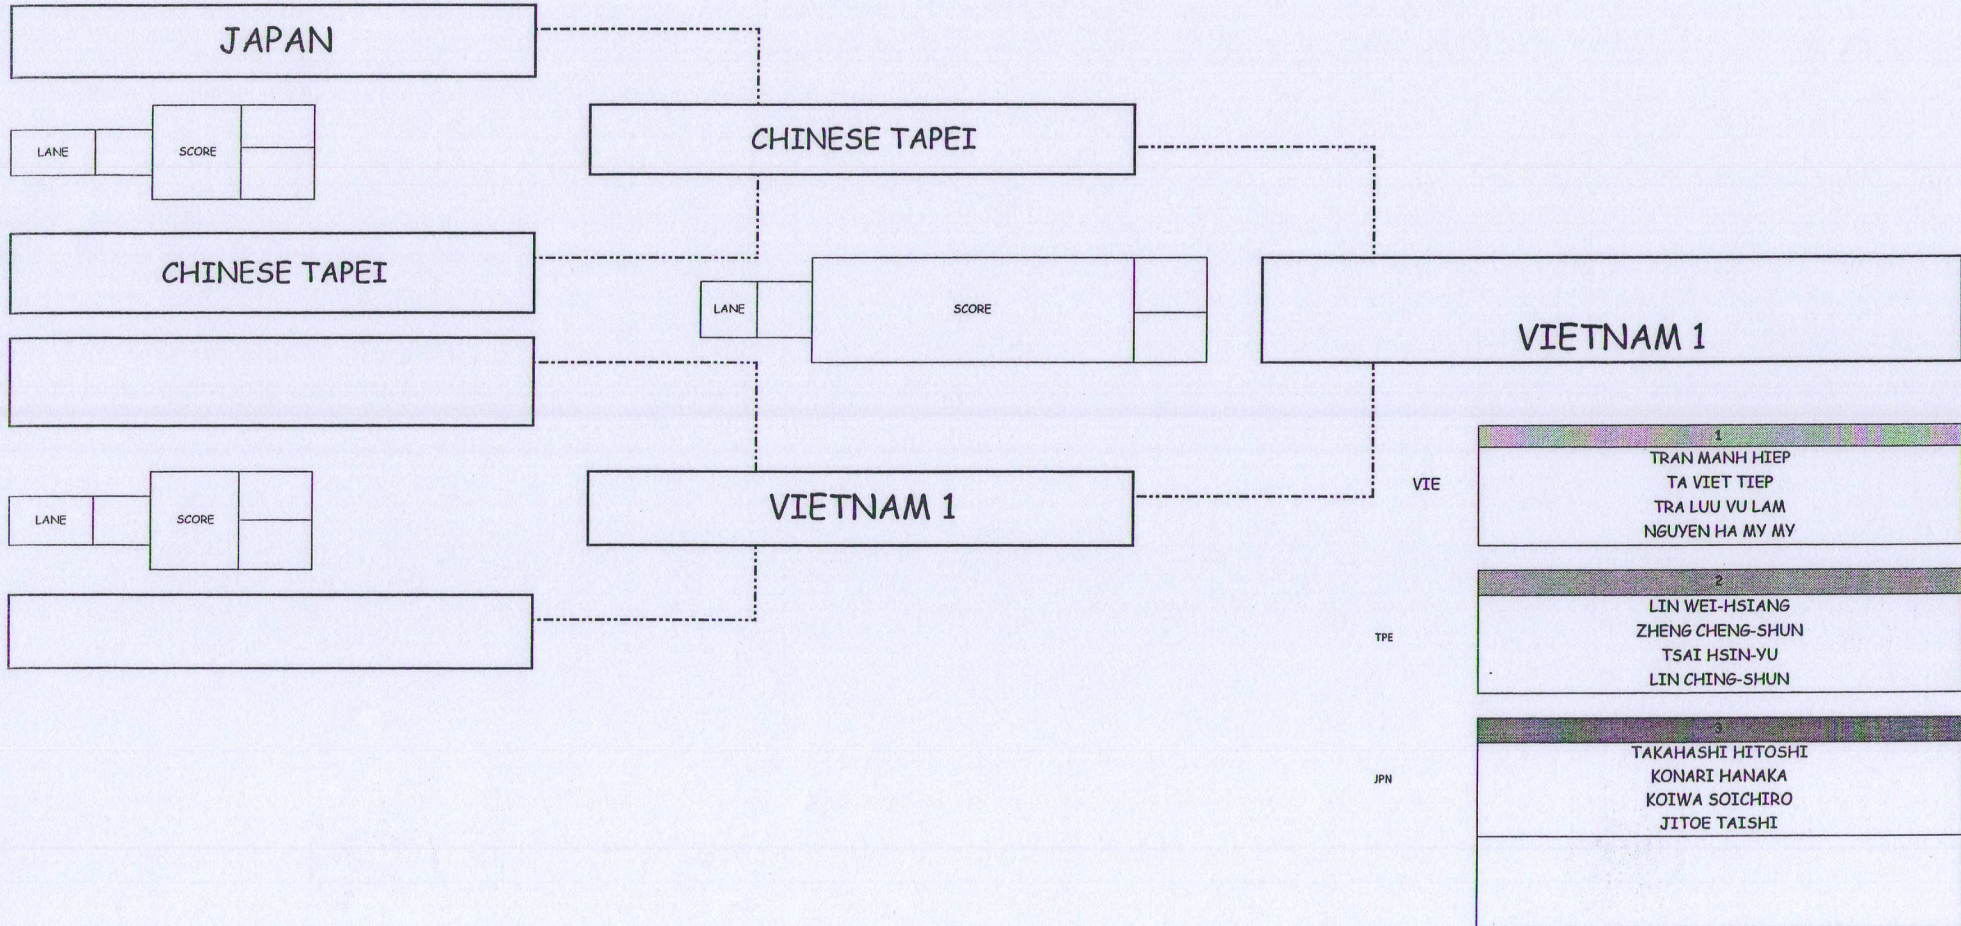 JAPAN
LANE
SCORE
CHINESE TAPEI
CHINESE TAPEI
LANE
SCORE
VIETNAM 1
LANE
SCORE
VIETNAM 1
VIE
1
TRAN MANH HIEP
TA VIET TIEP
TRA LUU VU LAM
NGUYEN HA MY MY
TPE
2
LIN WEI-HSIANG
ZHENG CHENG-SHUN
TSAI HSIN-YU
LIN CHING-SHUN
JPN
3
TAKAHASHI HITOSHI
KONARI HANAKA
KOIWA SOICHIRO
JITOE TAISHI